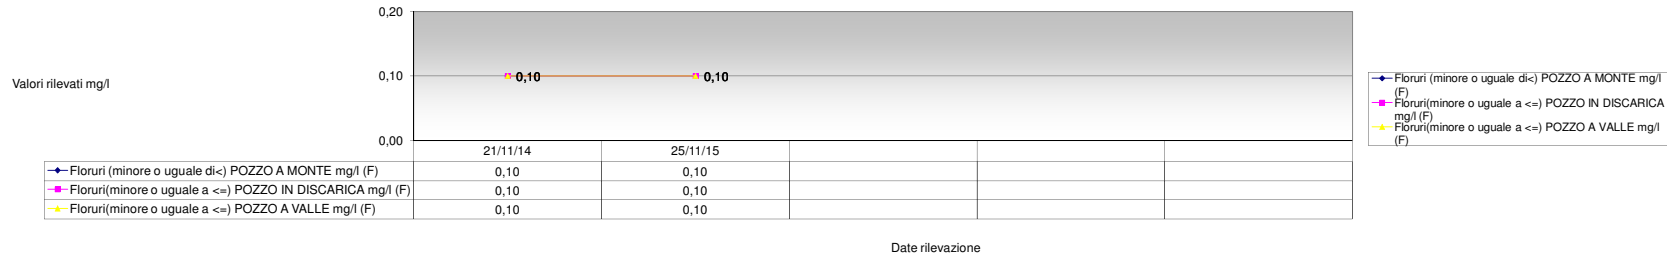 0,20
Valori rilevati mg/l
0,10
0,10
0,10
0,00
Floruri (minore o uguale di<) POZZO A MONTE mg/l
(F)
Floruri(minore o uguale a <=) POZZO IN DISCARICA
mg/l (F)
Floruri(minore o uguale a <=) POZZO A VALLE mg/l
(F)
21/11/14 25/11/15
Floruri (minore o uguale di<) POZZO A MONTE mg/l (F) 0,10 0,10
Floruri(minore o uguale a <=) POZZO IN DISCARICA mg/l (F) 0,10 0,10
Floruri(minore o uguale a <=) POZZO A VALLE mg/l (F) 0,10 0,10
Date rilevazione